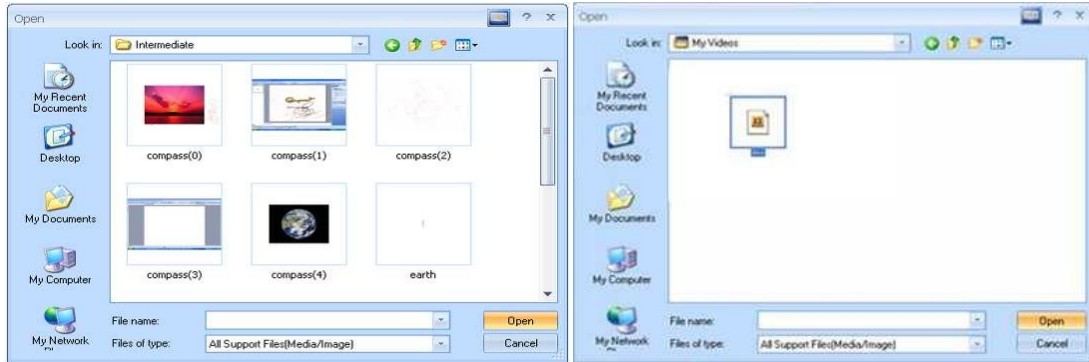 Open
Look in: Intermediate
My Recent
Documents
Desktop
My Documents
My Computer
My Network
compass(0) compass(1) compass(2)
compass(3) compass(4) earth
File name: Open
Files of type: All Support Files(Media/Image) Cancel
Open
Look in: My Videos
My Recent
Documents
Desktop
My Documents
My Computer
My Network
File name: Open
Files of type: All Support Files(Media/Image) Cancel